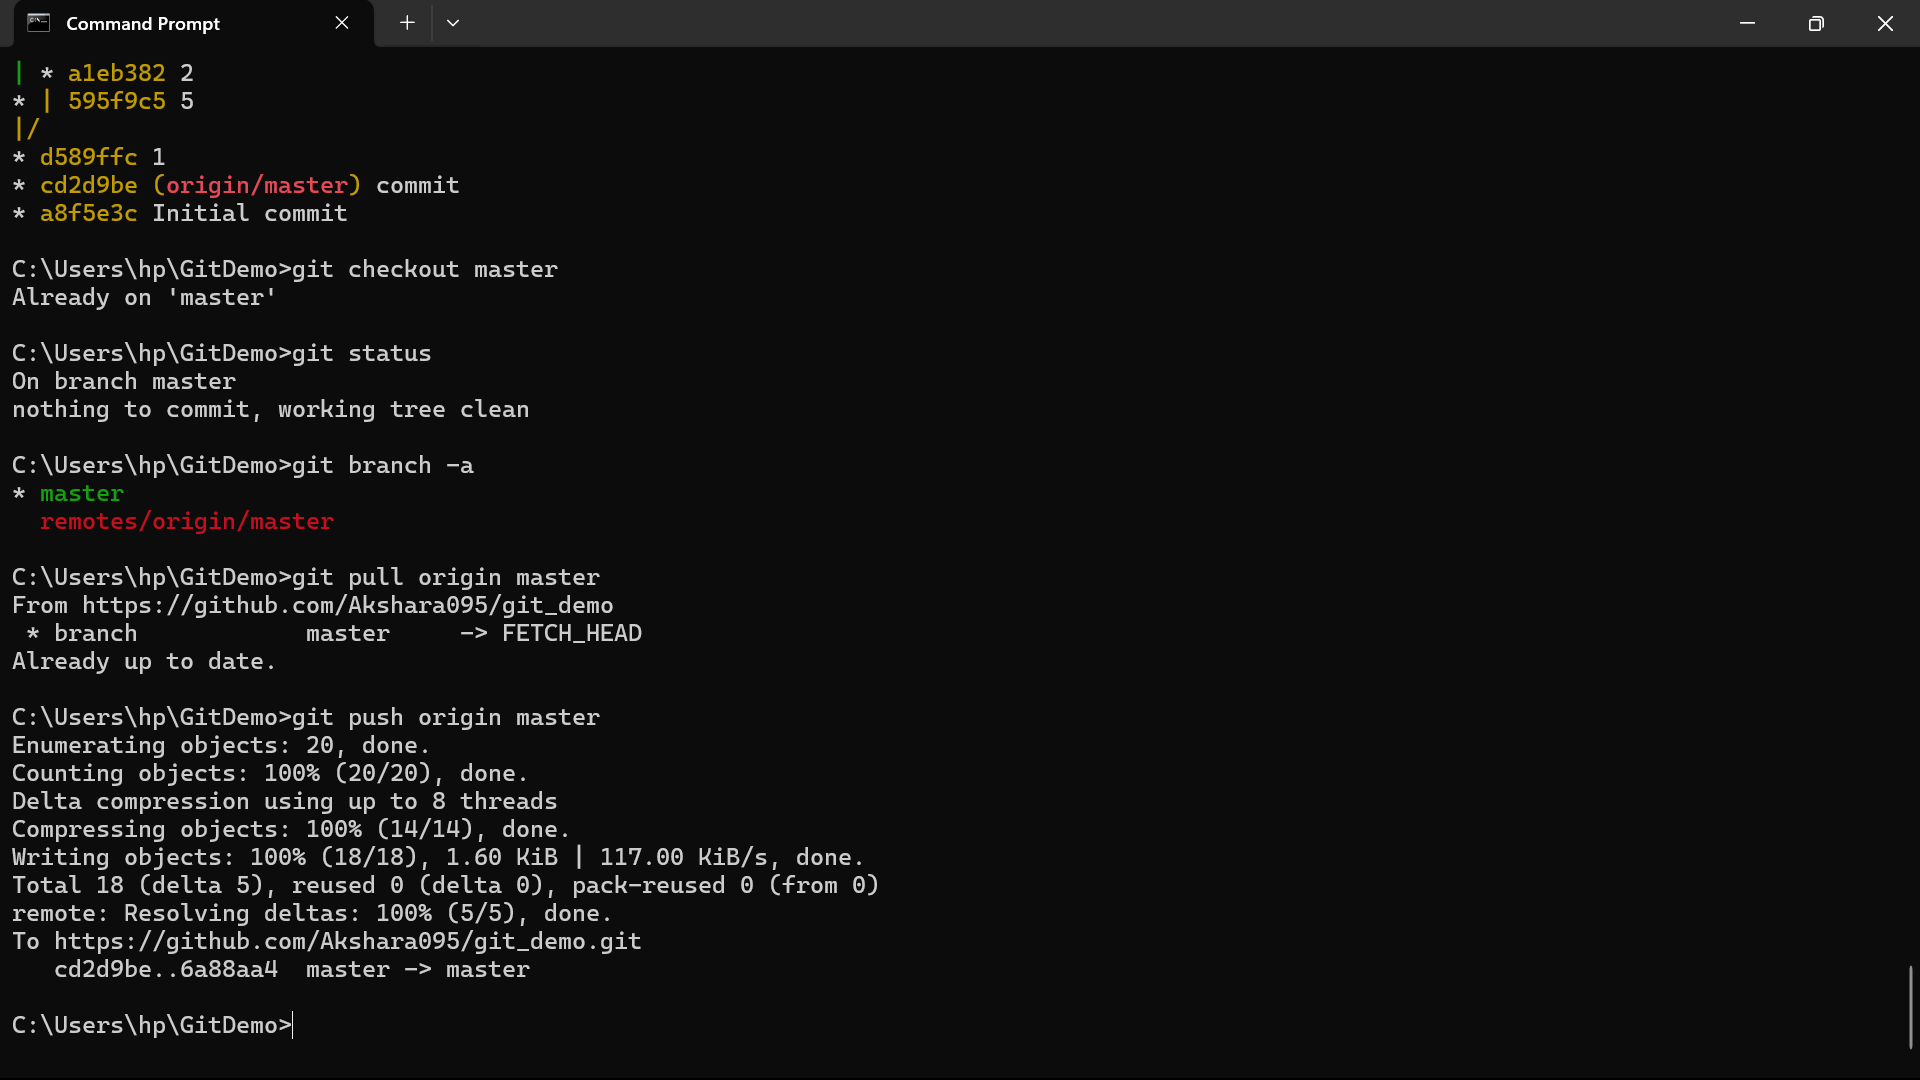 Command Prompt
| * a1eb382 2
* | 595f9c5 5
|/
* d589ffc 1
* cd2d9be (origin/master) commit
* a8f5e3c Initial commit
C:\Users\hp\GitDemo>git checkout master
Already on 'master'
C:\Users\hp\GitDemo>git status
On branch master
nothing to commit, working tree clean
C:\Users\hp\GitDemo>git branch -a
* master
  remotes/origin/master
C:\Users\hp\GitDemo>git pull origin master
From https://github.com/Akshara095/git_demo
 * branch            master     -> FETCH_HEAD
Already up to date.
C:\Users\hp\GitDemo>git push origin master
Enumerating objects: 20, done.
Counting objects: 100% (20/20), done.
Delta compression using up to 8 threads
Compressing objects: 100% (14/14), done.
Writing objects: 100% (18/18), 1.60 KiB | 117.00 KiB/s, done.
Total 18 (delta 5), reused 0 (delta 0), pack-reused 0 (from 0)
remote: Resolving deltas: 100% (5/5), done.
To https://github.com/Akshara095/git_demo.git
   cd2d9be..6a88aa4  master -> master
C:\Users\hp\GitDemo>